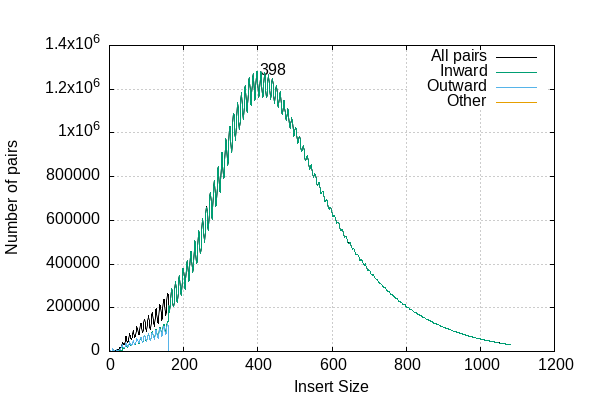 1.4x10⁶
1.2x10⁶
1x10⁶
800000
600000
400000
200000
0
Number of pairs
398
All pairs
Inward
Outward
Other
0 200 400 600 800 1000 1200
Insert Size